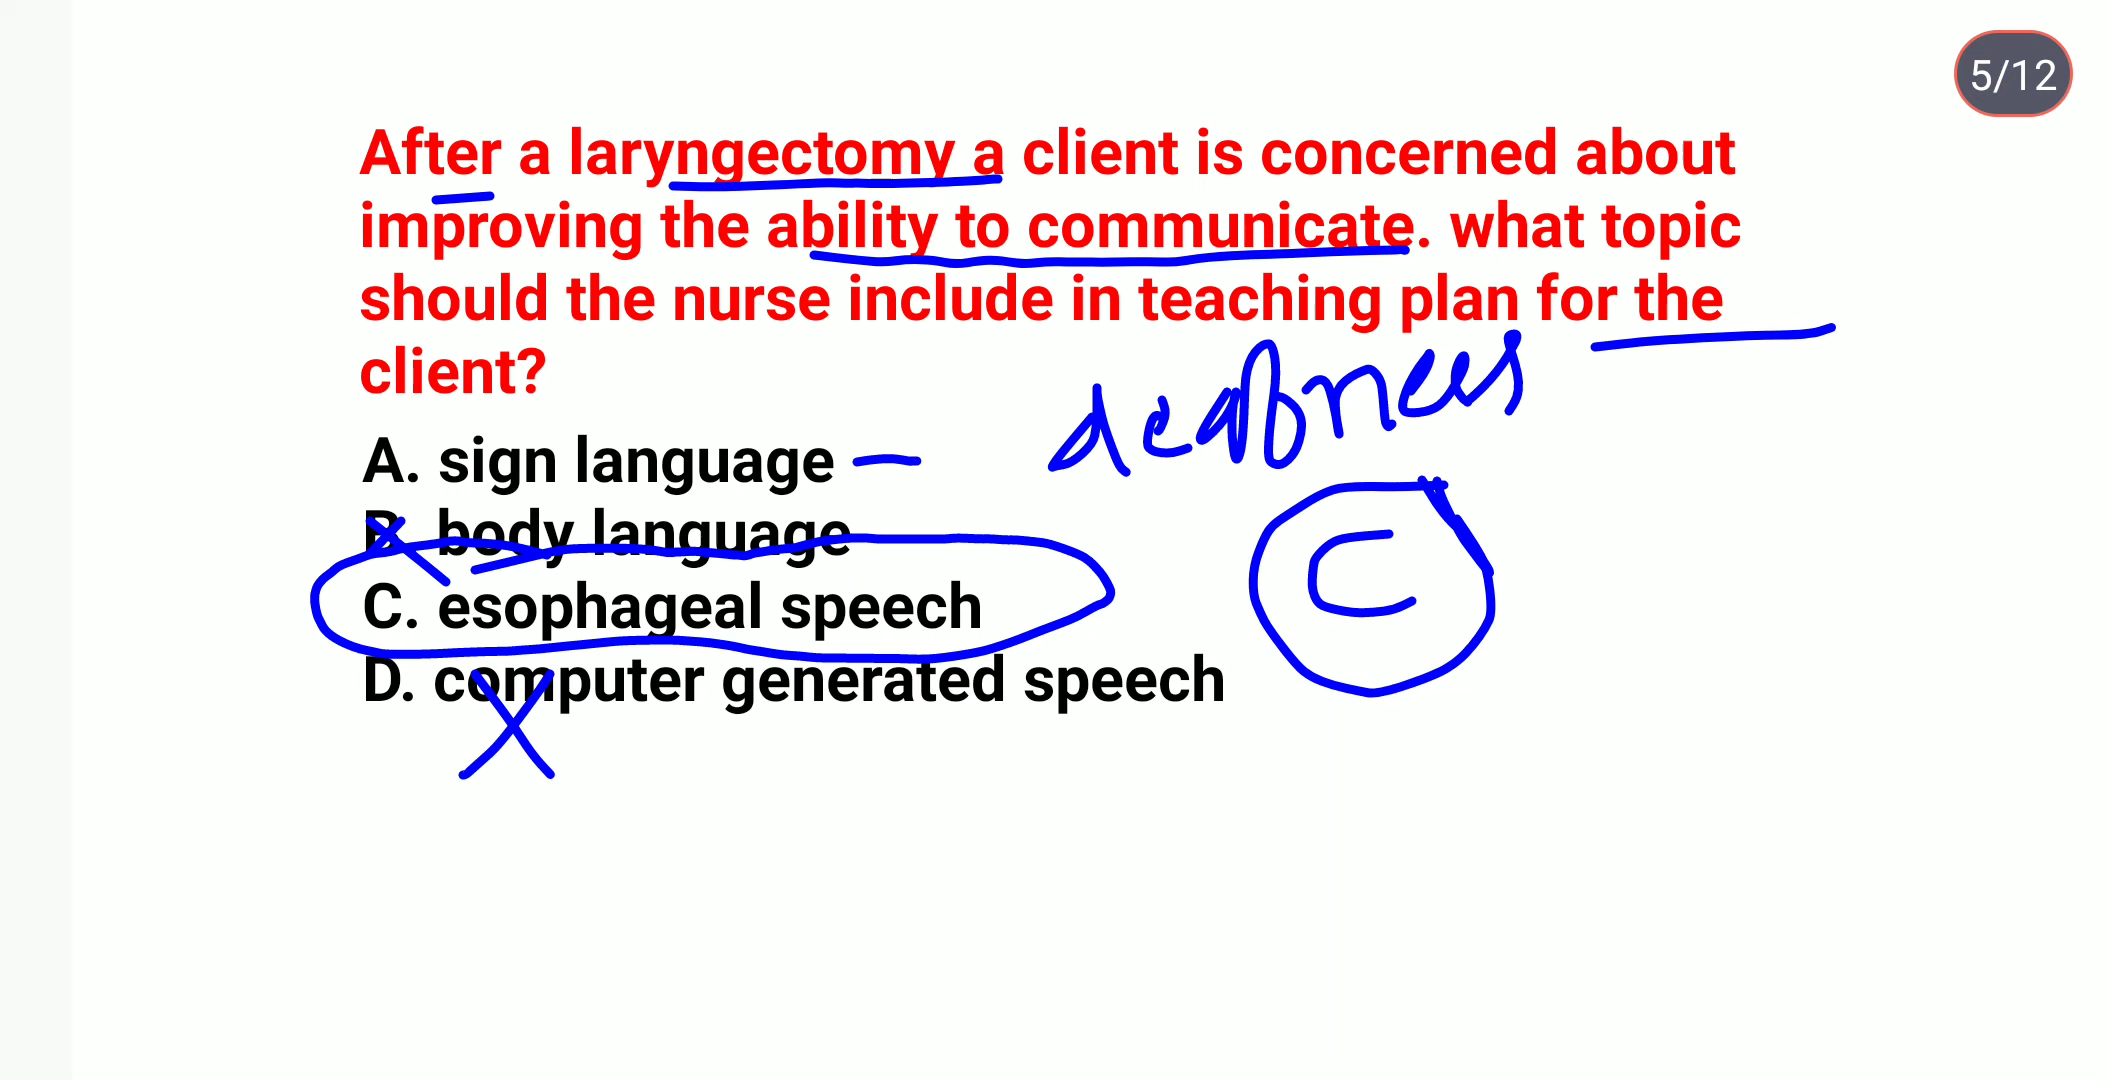 5/12
After a laryngectomy a client is concerned about
improving the ability to communicate. what topic
should the nurse include in teaching plan for the
client?
A. sign language – deafness
B. body language
C. esophageal speech
C
D. computer generated speech